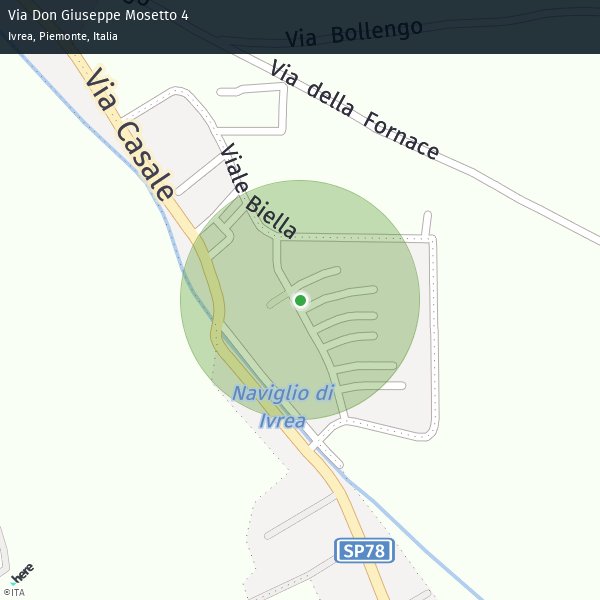 Via Don Giuseppe Mosetto 4
Ivrea, Piemonte, Italia
Via Bollengo
Via della Fornace
Via Casale
Viale Biella
Naviglio di
Ivrea
SP78
here
©ITA